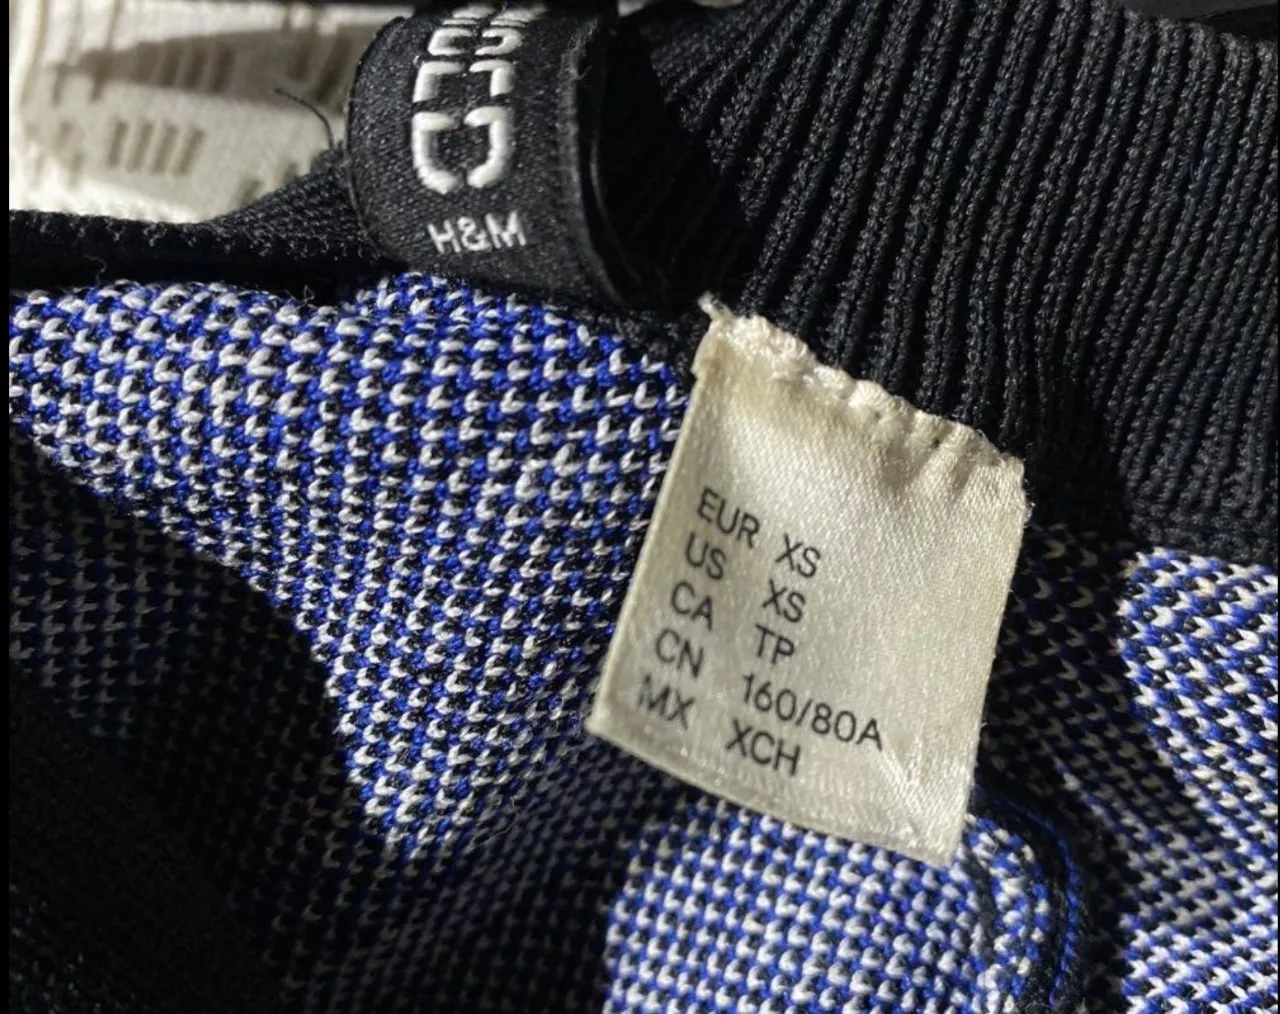 H&M
EUR XS
US XS
CA TP
CN 160/80A
MX XCH